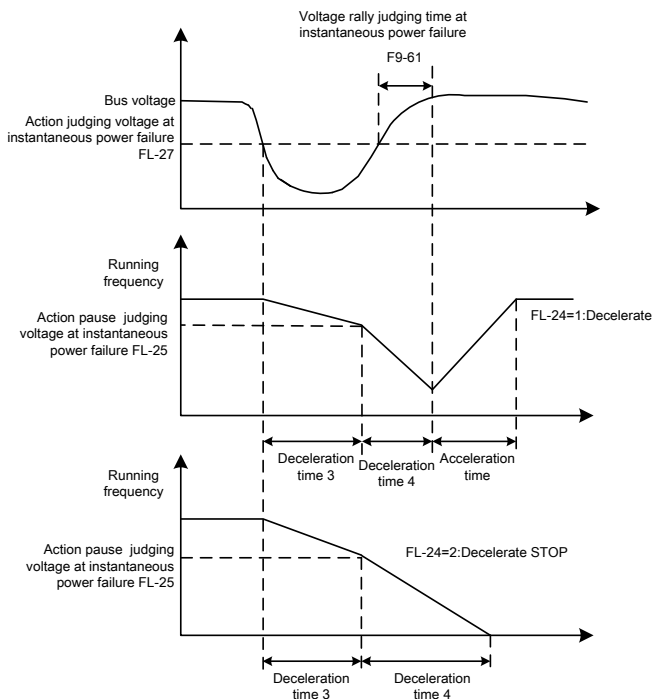 Voltage rally judging time at
instantaneous power failure
F9-61
Bus voltage
Action judging voltage at
instantaneous power failure
FL-27
Running
frequency
Action pause judging
voltage at instantaneous
power failure FL-25
FL-24=1:Decelerate
Deceleration
time 3
Deceleration
time 4
Acceleration
time
Running
frequency
Action pause judging
voltage at instantaneous
power failure FL-25
FL-24=2:Decelerate STOP
Deceleration
time 3
Deceleration
time 4